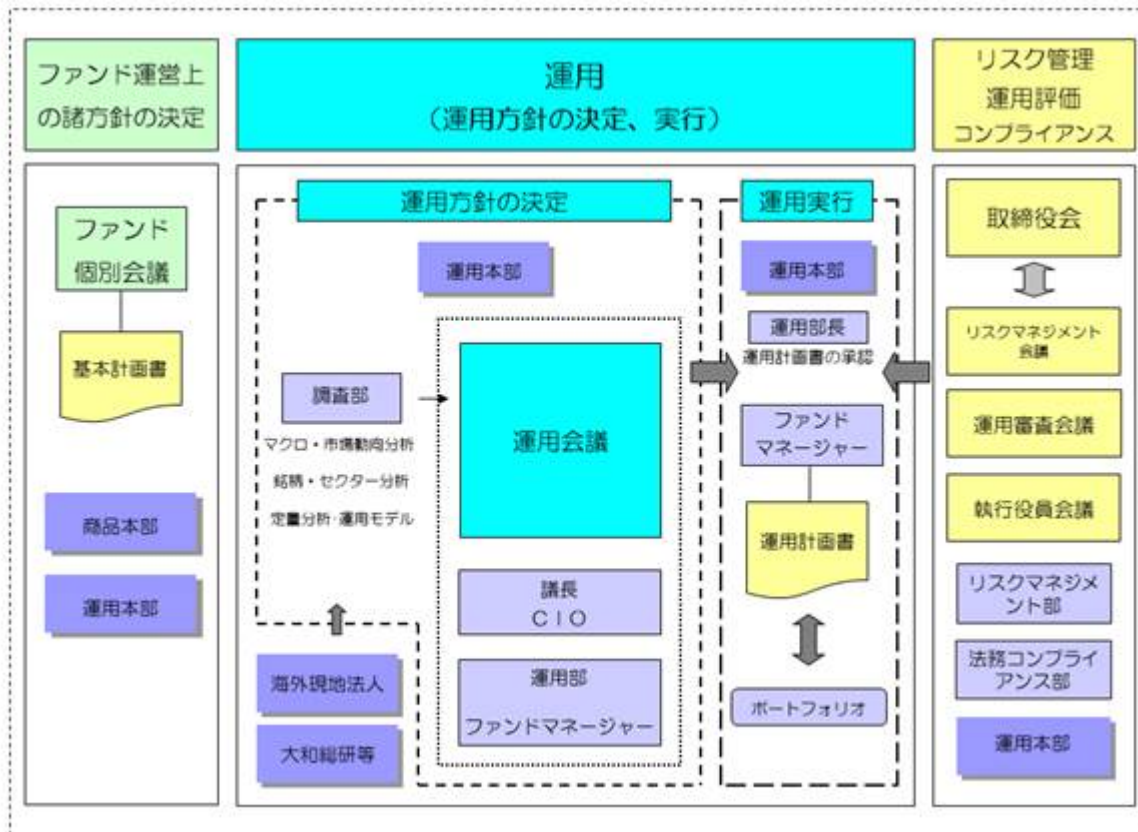 ファンド運営上
の諸方針の決定
運用
（運用方針の決定、実行）
リスク管理
運用評価
コンプライアンス
ファンド
個別会議
基本計画書
商品本部
運用本部
運用方針の決定
運用本部
調査部
マクロ・市場動向分析
銘柄・セクター分析
定量分析・運用モデル
運用会議
議長
ＣＩＯ
運用部
ファンドマネージャー
海外現地法人
大和総研等
運用実行
運用本部
運用部長
運用計画書の承認
ファンド
マネージャー
運用計画書
ポートフォリオ
取締役会
リスクマネジメント
会議
運用審査会議
執行役員会議
リスクマネジメ
ント部
法務コンプライ
アンス部
運用本部